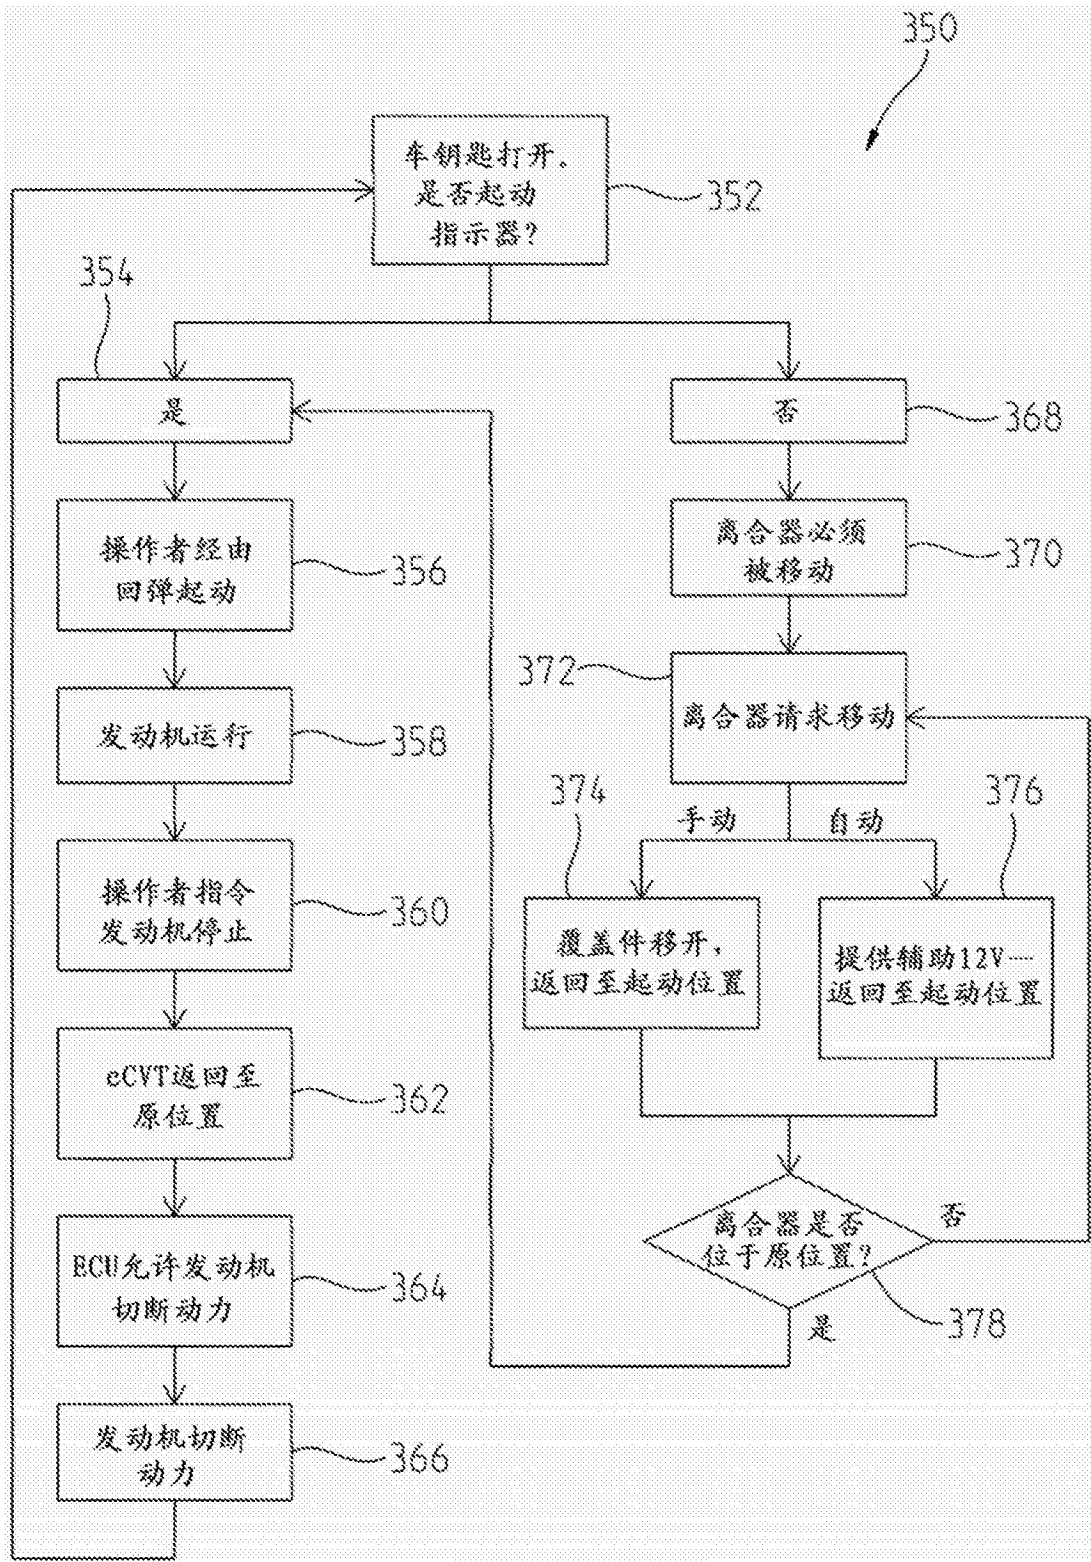 350
车钥匙打开.
是否起动
指示器?
352
354
是
否
368
操作者经由
回弹起动
356
离合器必须
被移动
370
发动机运行
358
372
离合器请求移动
手动
自动
374
376
操作者指令
发动机停止
360
覆盖件移开,
返回至起动位置
提供辅助12V—
返回至起动位置
eCVT返回至
原位置
362
离合器是否
位于原位置?
否
是
378
ECU允许发动机
切断动力
364
发动机切断
动力
366